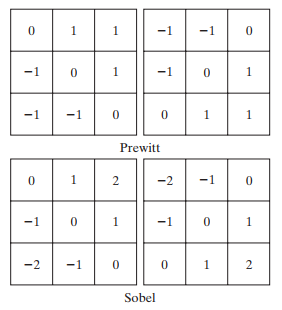 0 1 1 −1 −1 0
−1 0 1 −1 0 1
−1 −1 0 0 1 1
Prewitt
0 1 2 −2 −1 0
−1 0 1 −1 0 1
−2 −1 0 0 1 2
Sobel